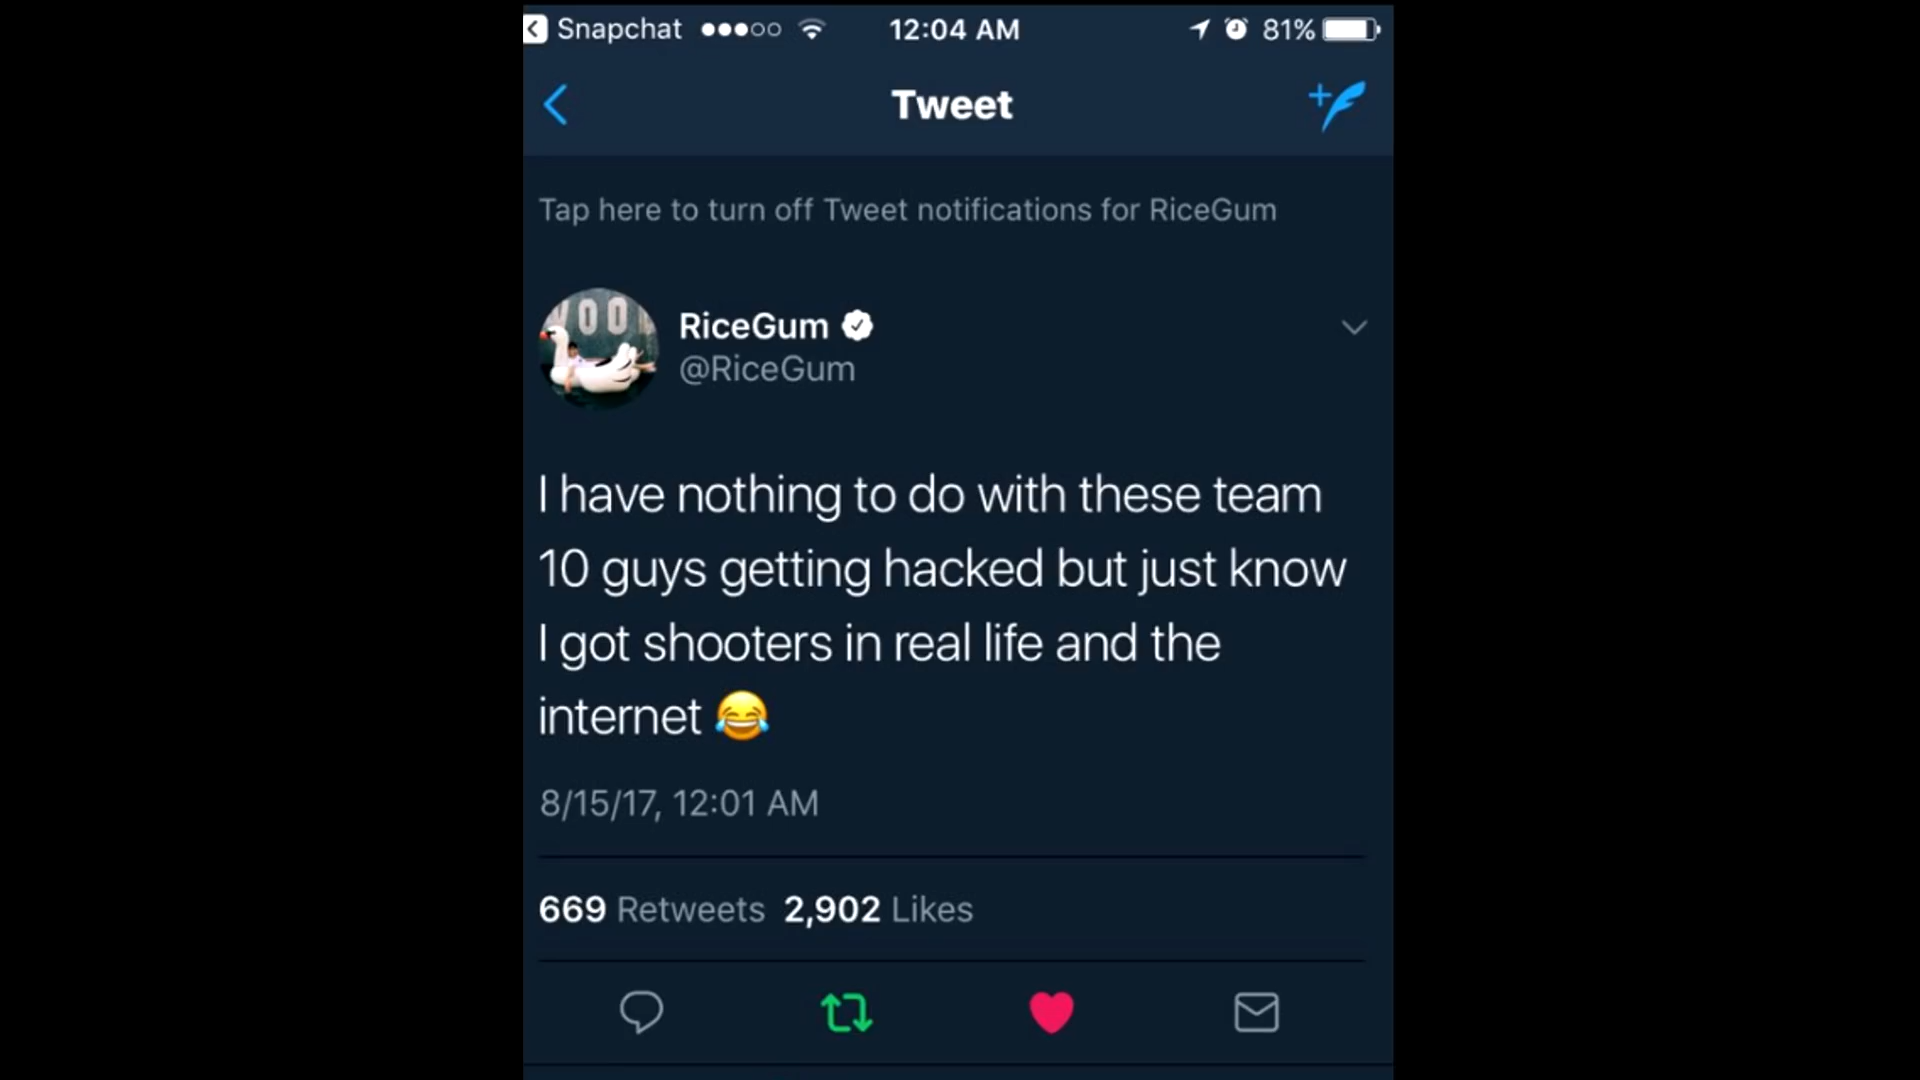 Snapchat 12:04 AM 81%
Tweet
Tap here to turn off Tweet notifications for RiceGum
RiceGum
@RiceGum
I have nothing to do with these team
10 guys getting hacked but just know
I got shooters in real life and the
internet 😂
8/15/17, 12:01 AM
669 Retweets 2,902 Likes